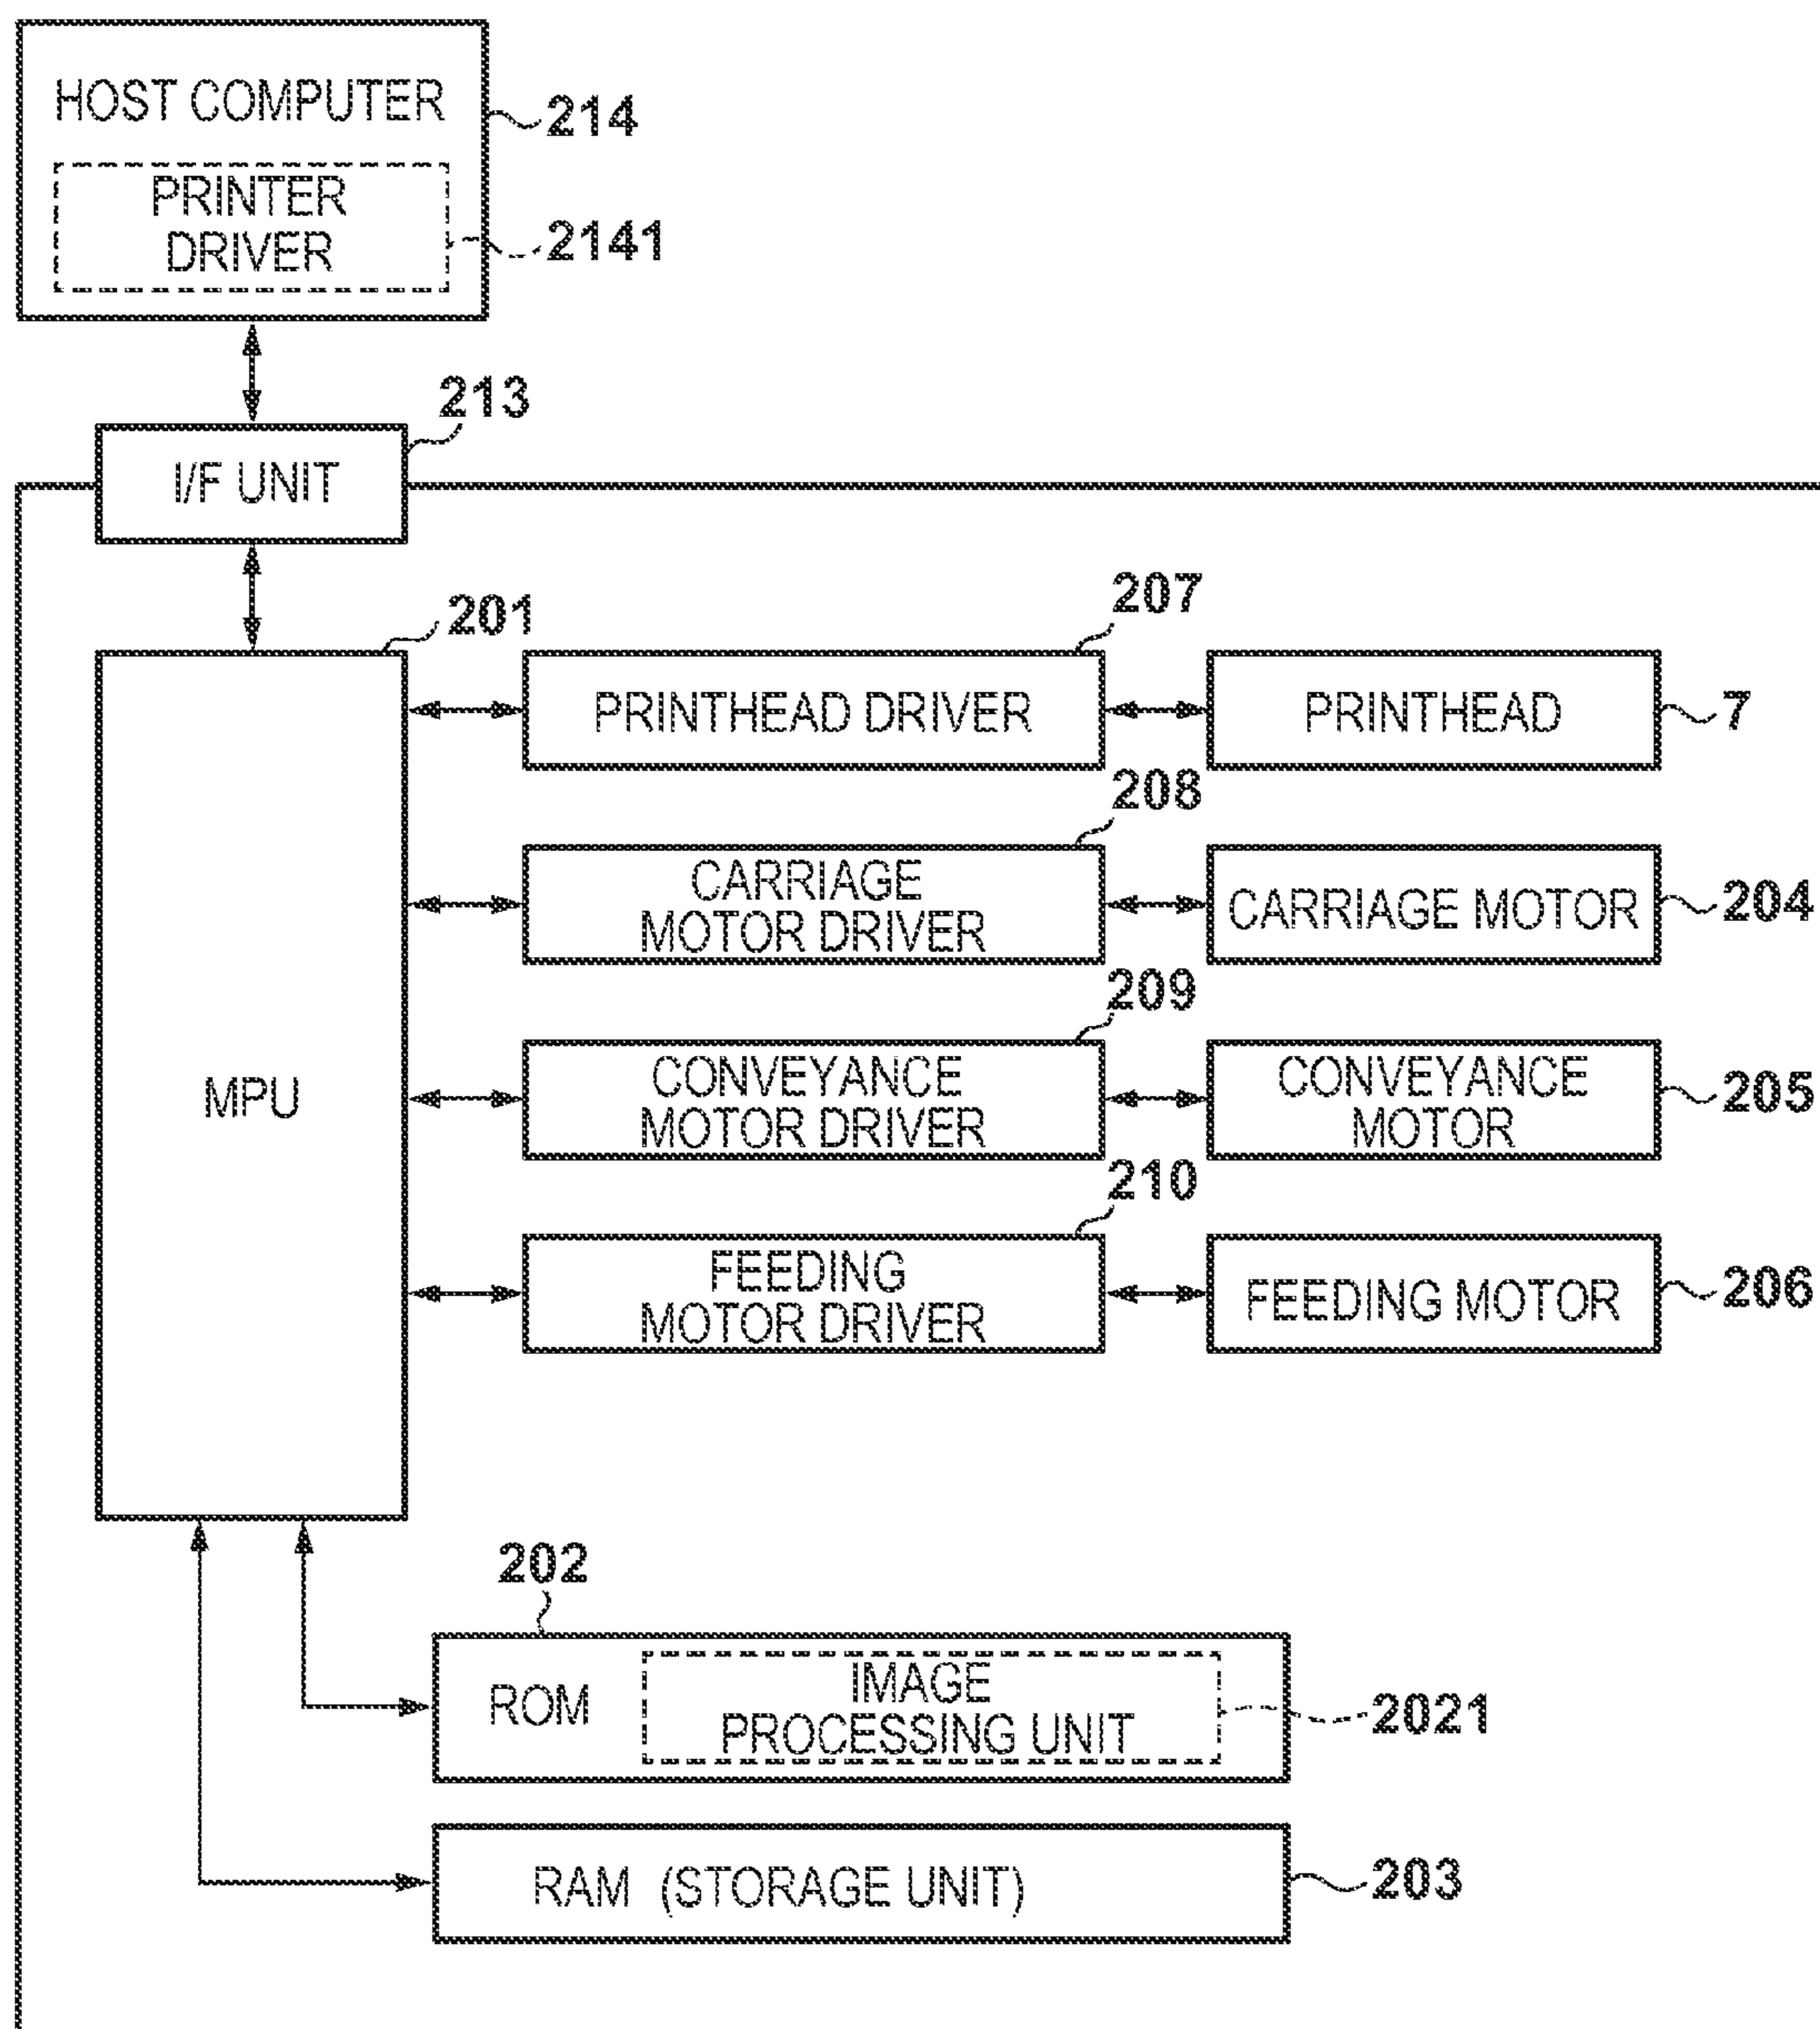 HOST COMPUTER
214
PRINTER
DRIVER
2141
213
I/F UNIT
201
207
PRINTHEAD DRIVER
PRINTHEAD
7
208
CARRIAGE
MOTOR DRIVER
CARRIAGE MOTOR
204
209
CONVEYANCE
MOTOR DRIVER
CONVEYANCE
MOTOR
205
MPU
210
FEEDING
MOTOR DRIVER
FEEDING MOTOR
206
202
ROM
IMAGE
PROCESSING UNIT
2021
RAM (STORAGE UNIT)
203